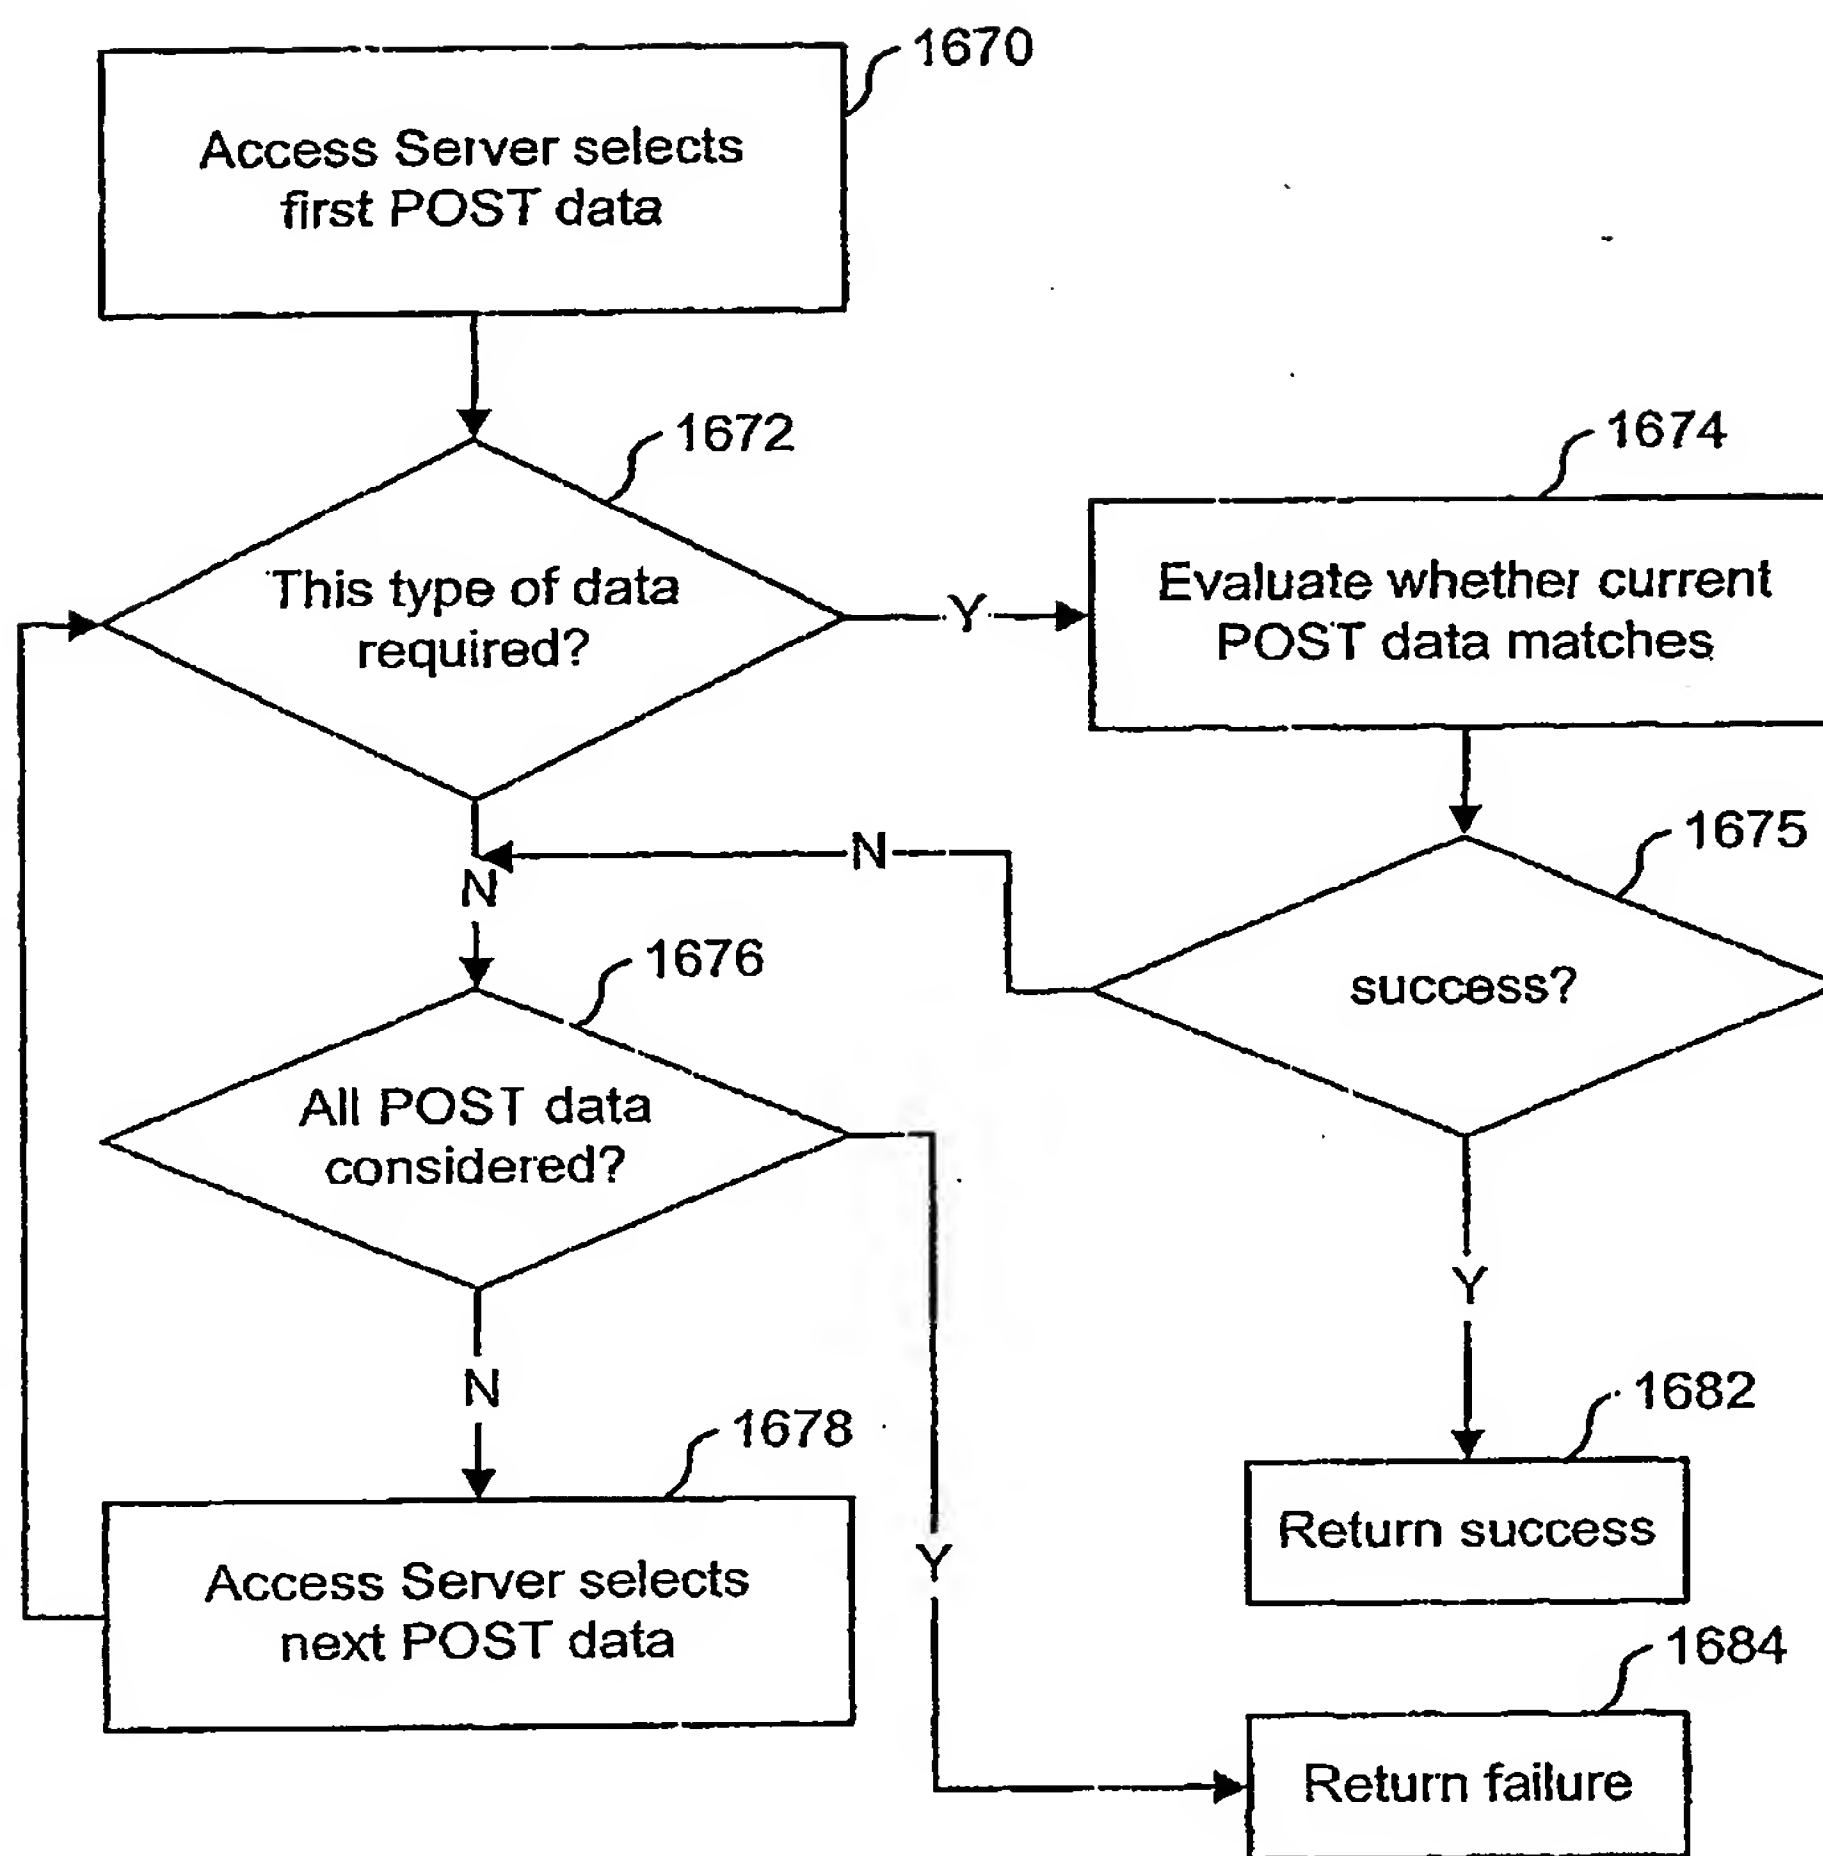 1670
Access Server selects
first POST data
1672
This type of data
required?
Y
1674
Evaluate whether current
POST data matches
N
N
1675
success?
1676
All POST data
considered?
Y
N
1678
Access Server selects
next POST data
Y
1682
Return success
1684
Return failure